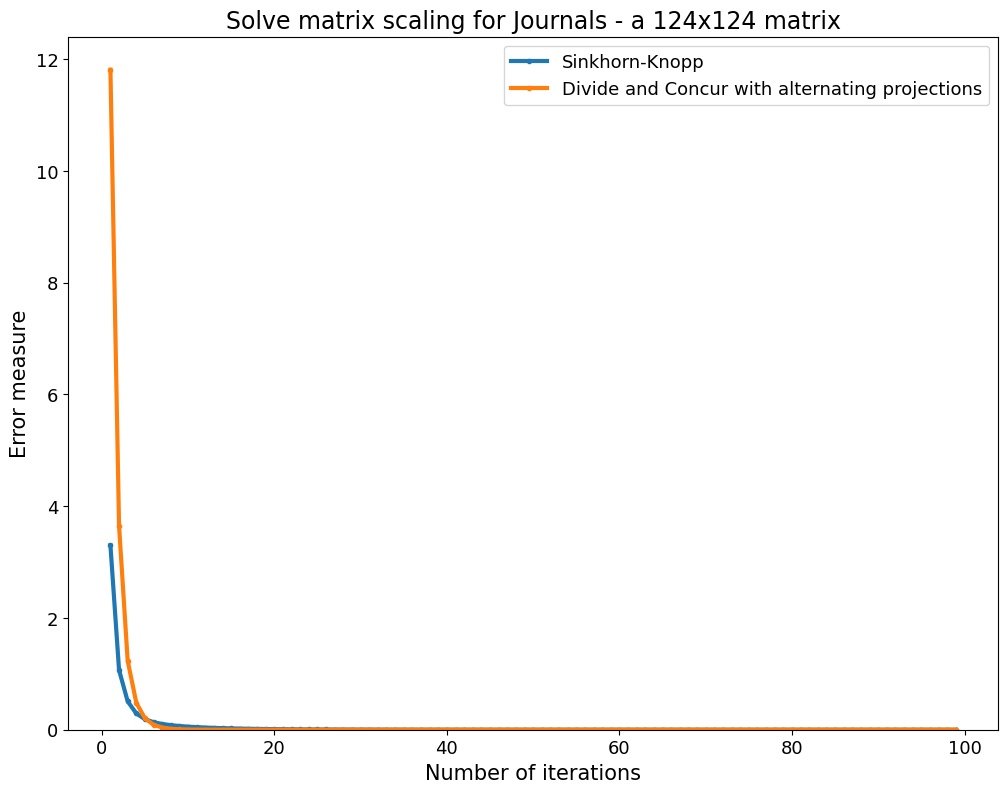 Solve matrix scaling for Journals - a 124x124 matrix
Sinkhorn-Knopp
Divide and Concur with alternating projections
Error measure
12
10
8
6
4
2
0
0 20 40 60 80 100
Number of iterations